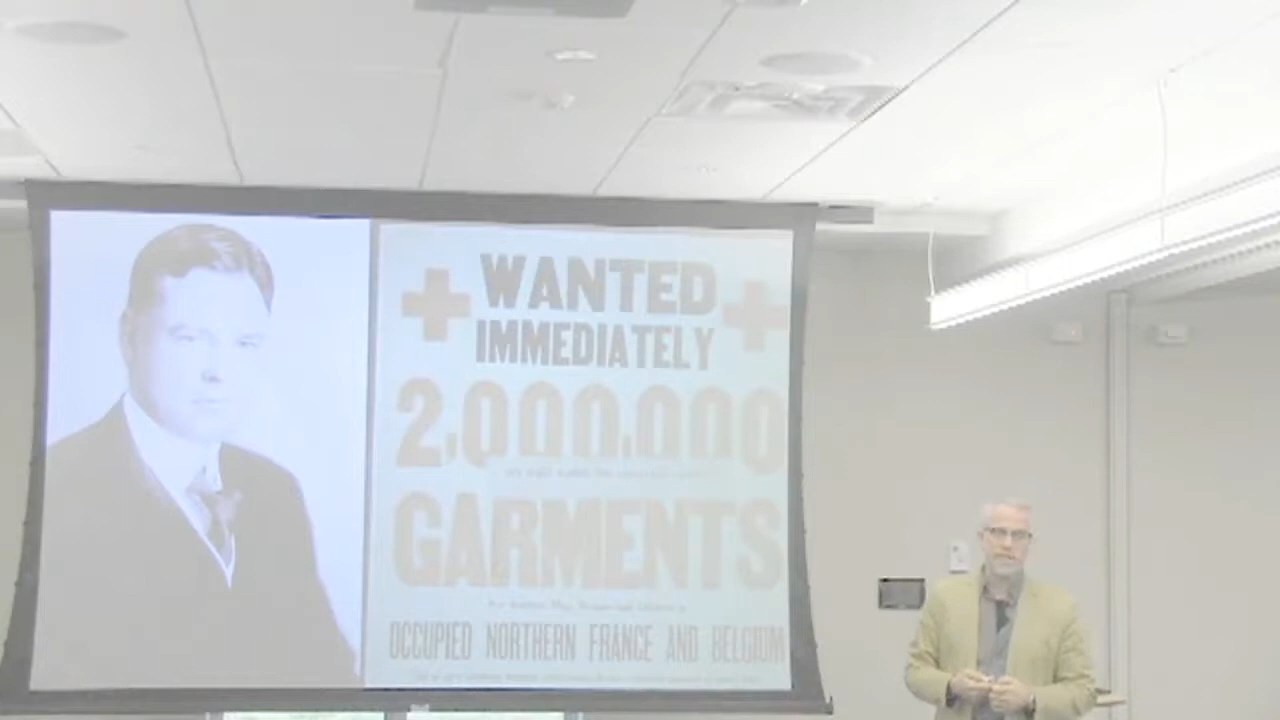 WANTED
IMMEDIATELY
2,000,000
GARMENTS
OCCUPIED NORTHERN FRANCE AND BELGIUM